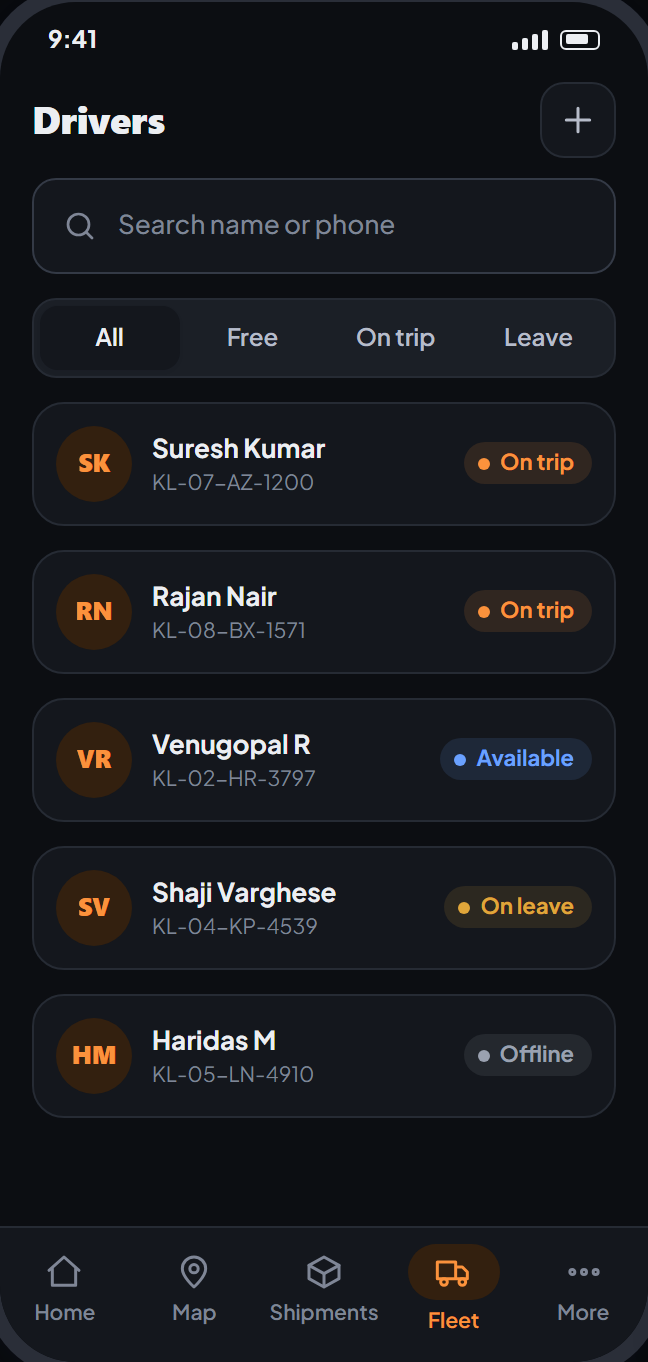 9:41
Drivers
Search name or phone
All Free On trip Leave
SK
Suresh Kumar
KL-07-AZ-1200
On trip
RN
Rajan Nair
KL-08-BX-1571
On trip
VR
Venugopal R
KL-02-HR-3797
Available
SV
Shaji Varghese
KL-04-KP-4539
On leave
HM
Haridas M
KL-05-LN-4910
Offline
Home Map Shipments Fleet More